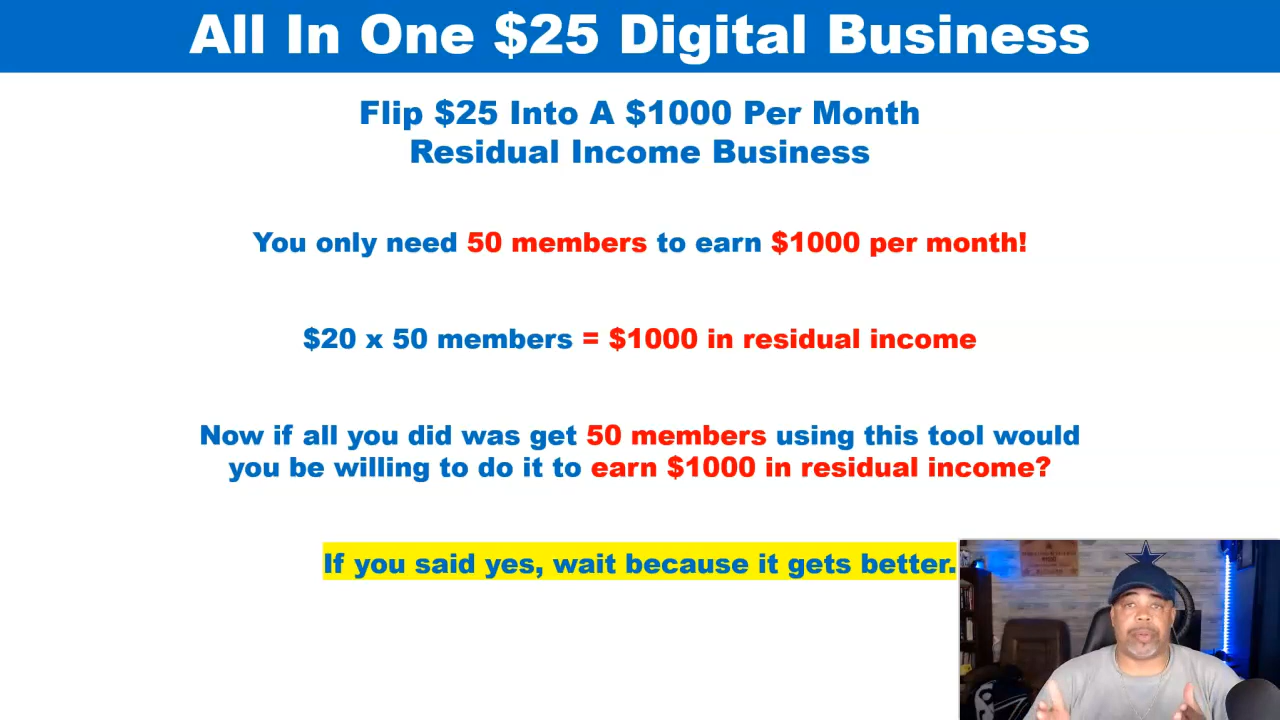 All In One $25 Digital Business
Flip $25 Into A $1000 Per Month
Residual Income Business
You only need 50 members to earn $1000 per month!
$20 x 50 members = $1000 in residual income
Now if all you did was get 50 members using this tool would
you be willing to do it to earn $1000 in residual income?
If you said yes, wait because it gets better.